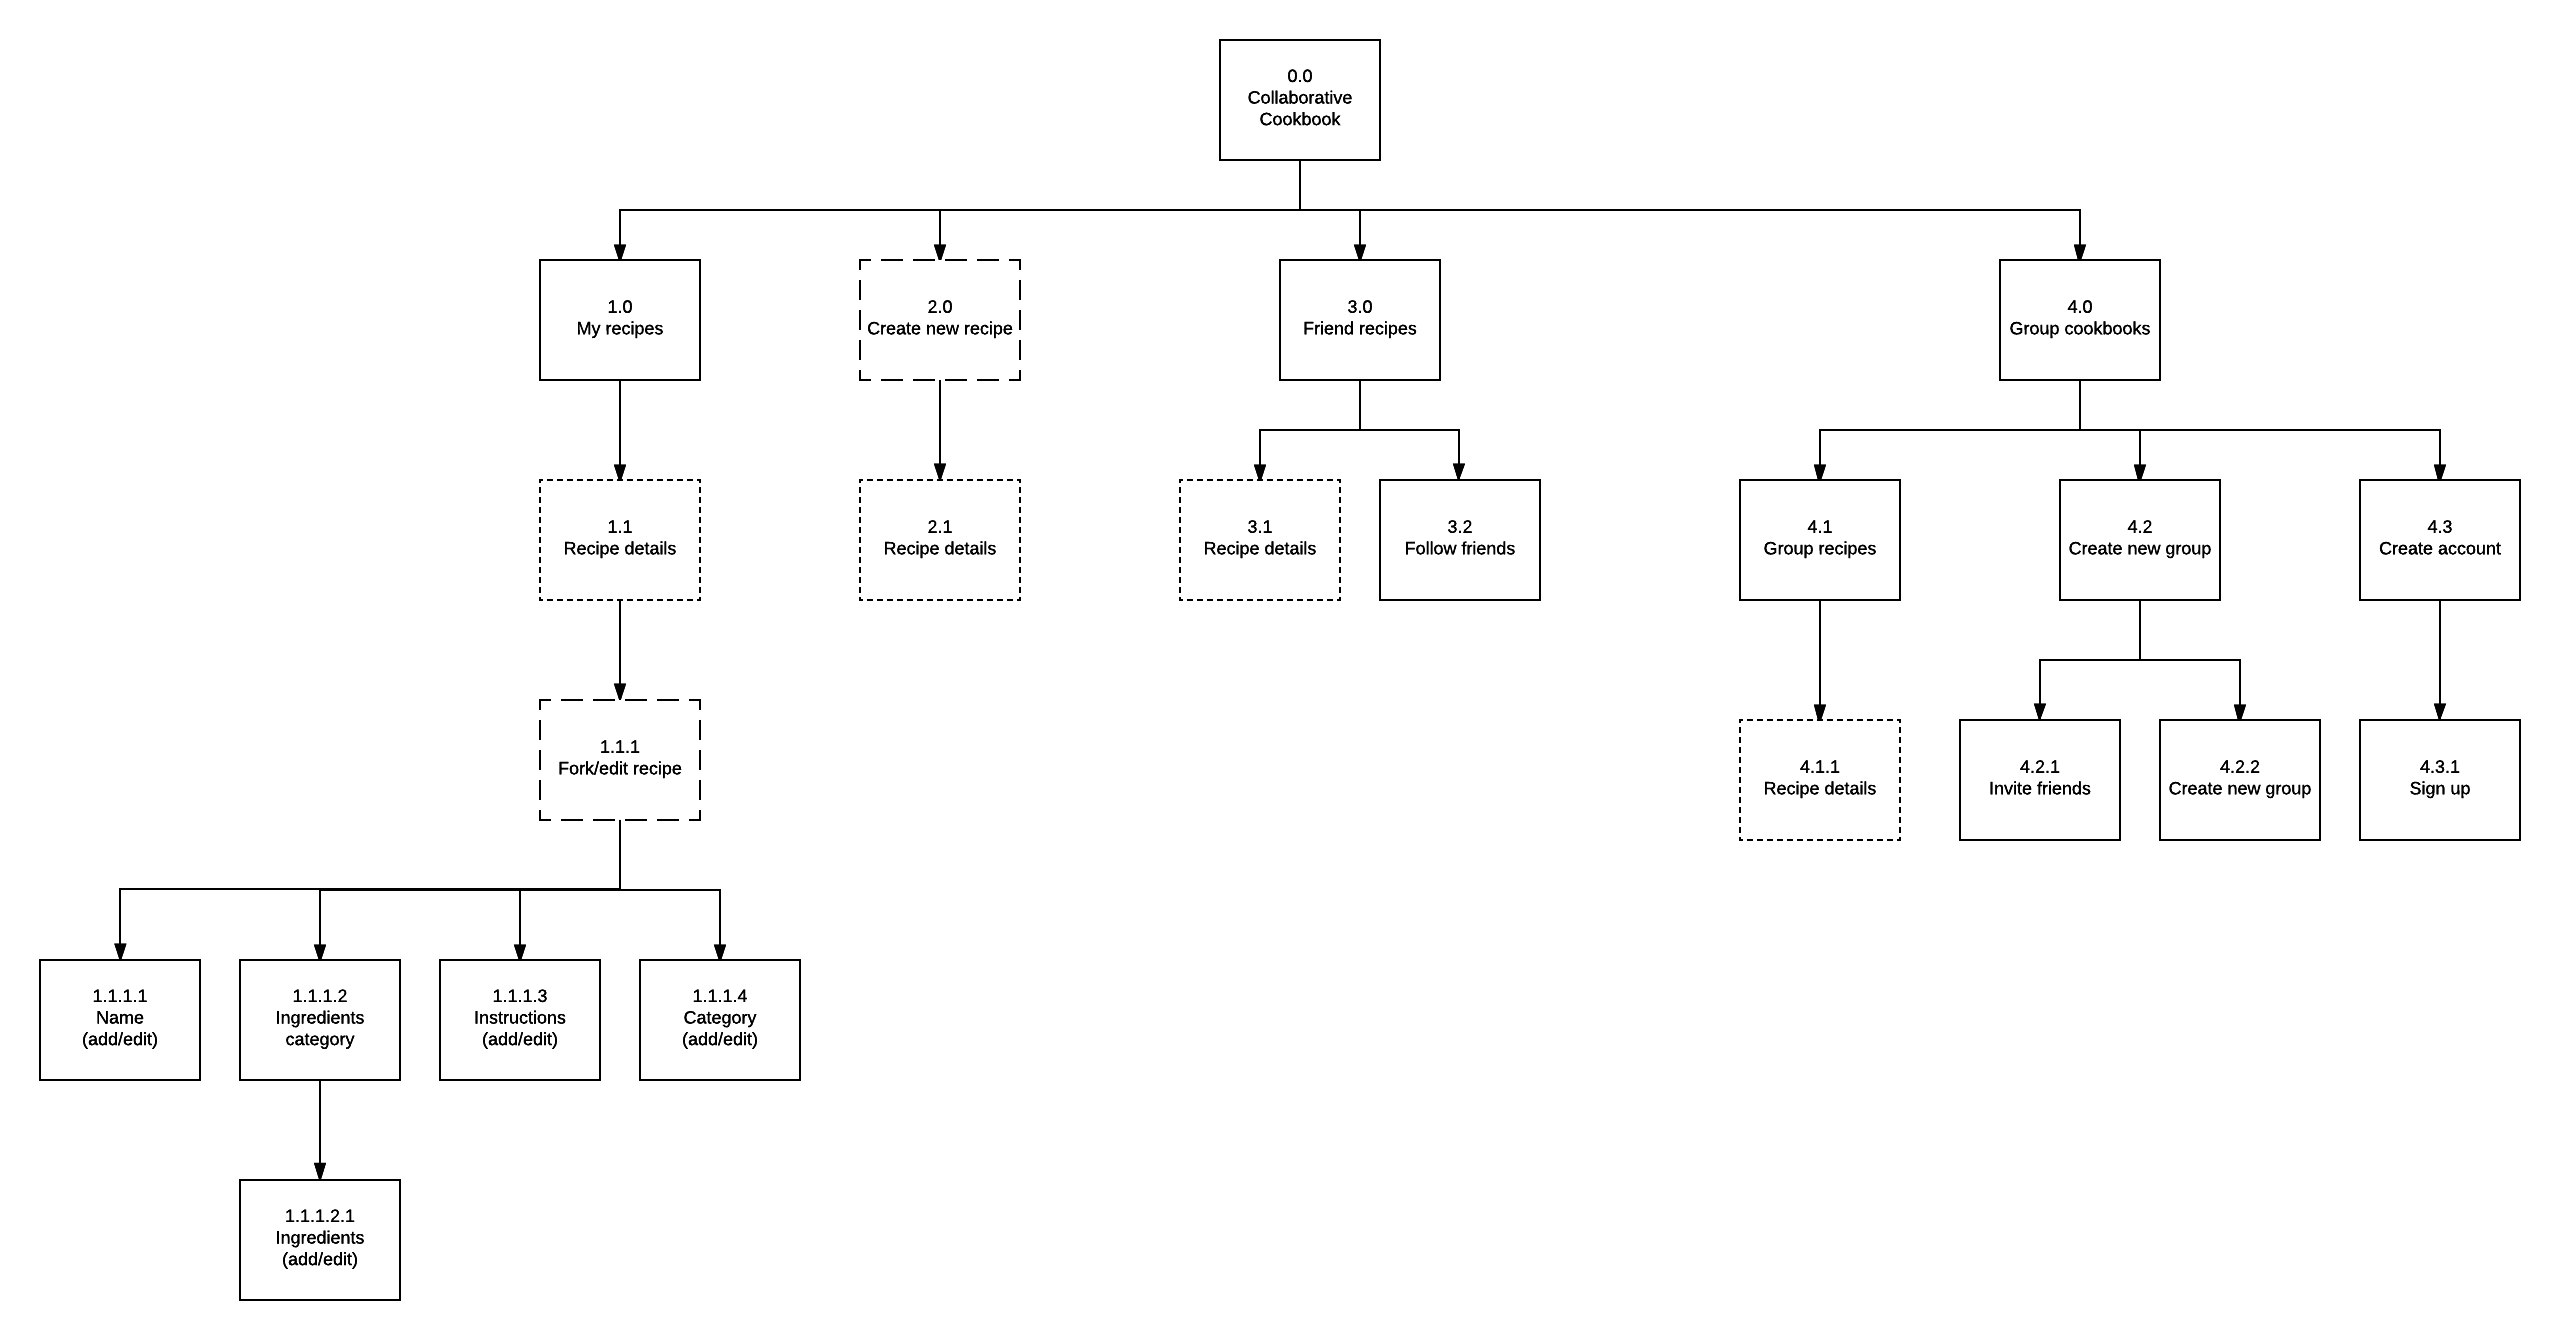 0.0
Collaborative
Cookbook
1.0
My recipes
2.0
Create new recipe
3.0
Friend recipes
4.0
Group cookbooks
1.1
Recipe details
2.1
Recipe details
3.1
Recipe details
3.2
Follow friends
4.1
Group recipes
4.2
Create new group
4.3
Create account
1.1.1
Fork/edit recipe
4.1.1
Recipe details
4.2.1
Invite friends
4.2.2
Create new group
4.3.1
Sign up
1.1.1.1
Name
(add/edit)
1.1.1.2
Ingredients
category
1.1.1.3
Instructions
(add/edit)
1.1.1.4
Category
(add/edit)
1.1.1.2.1
Ingredients
(add/edit)